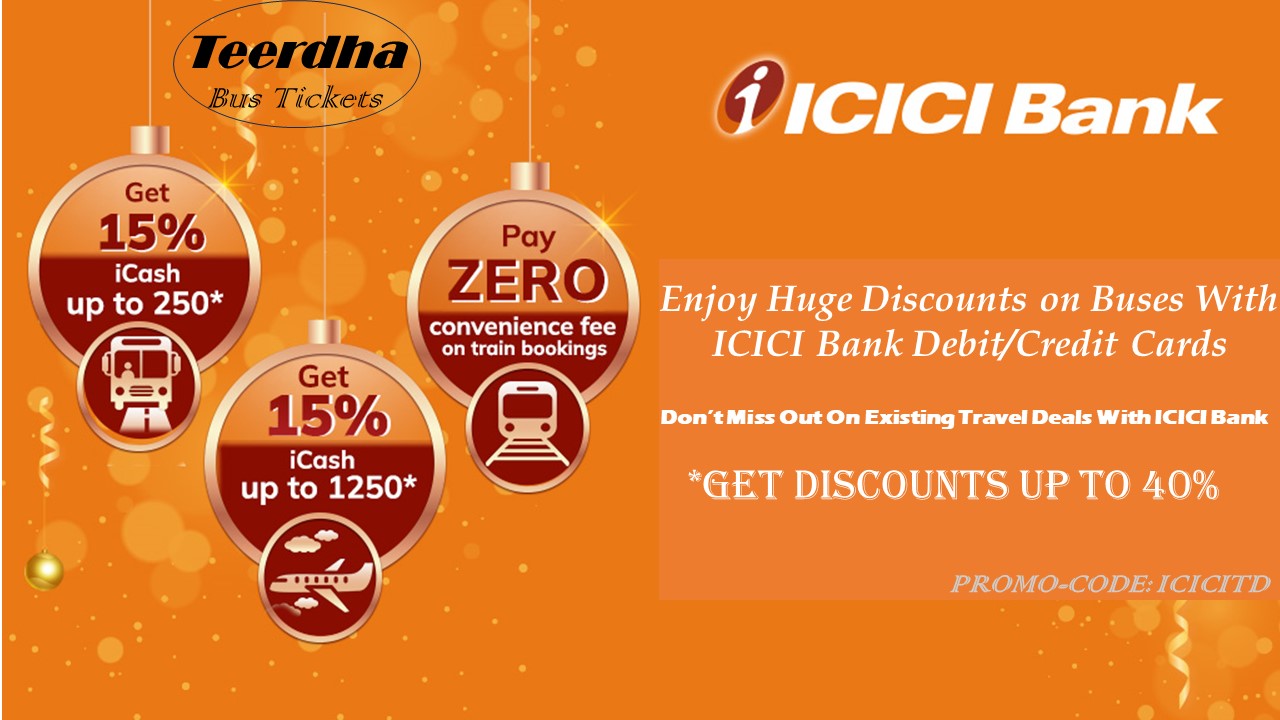 Teerdha
Bus Tickets
i ICICI Bank
Get
15%
iCash
up to 250*
Get
15%
iCash
up to 1250*
Pay
ZERO
convenience fee
on train bookings
Enjoy Huge Discounts on Buses With
ICICI Bank Debit/Credit Cards
Don't Miss Out On Existing Travel Deals With ICICI Bank
*GET DISCOUNTS UP TO 40%
PROMO-CODE: ICICITD